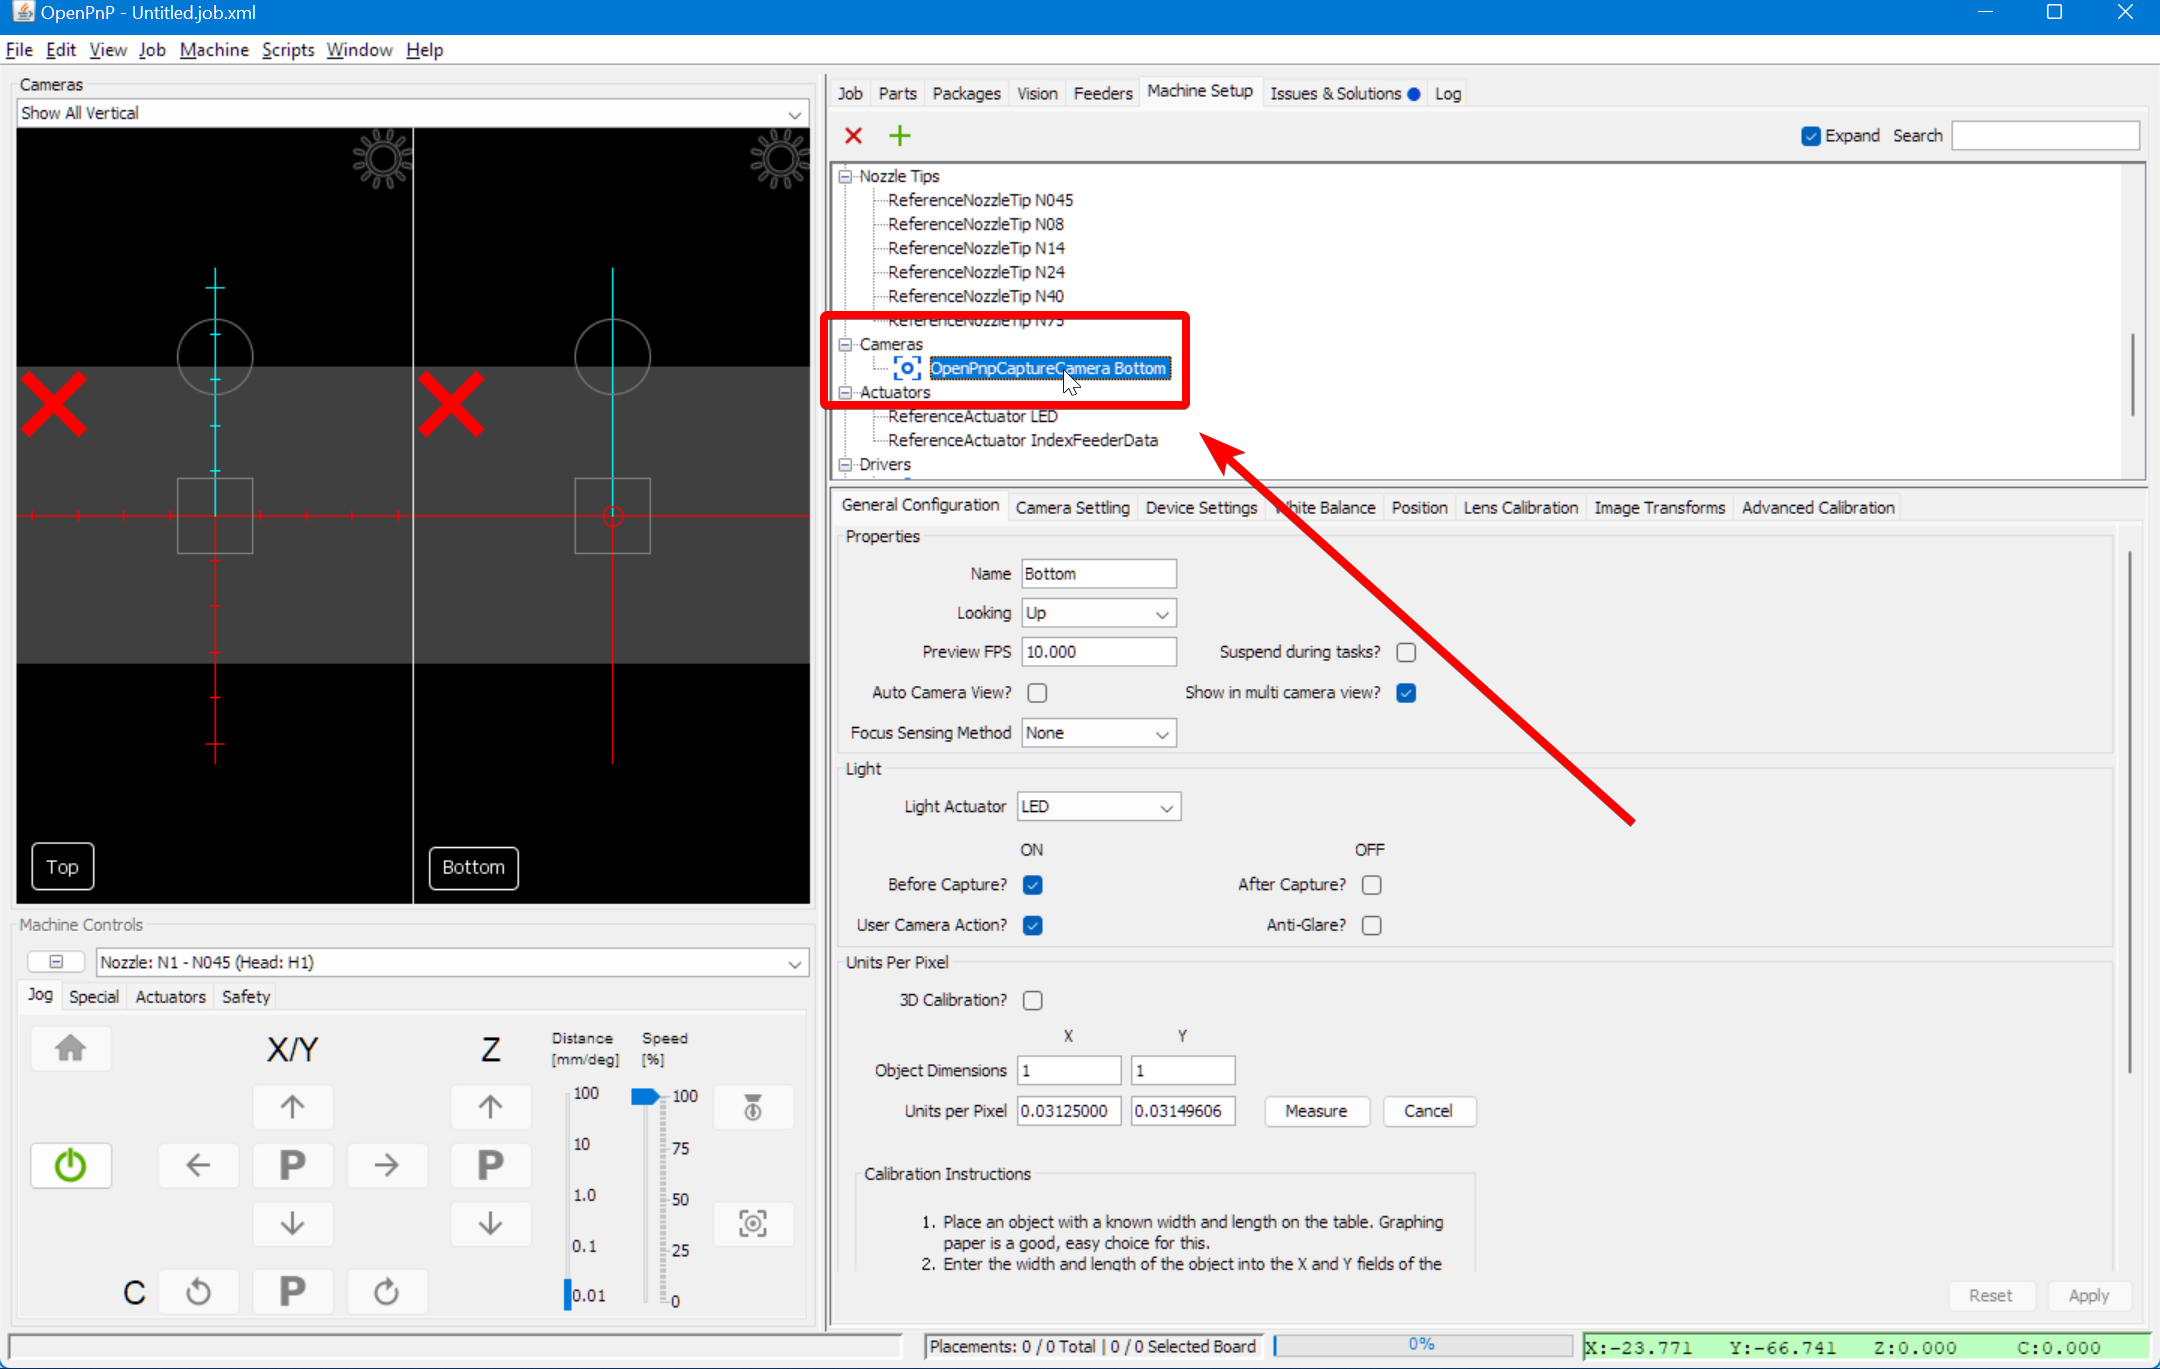 OpenPnP - Untitled.job.xml
File Edit View Job Machine Scripts Window Help
Cameras
Show All Vertical
Top
Bottom
Machine Controls
Nozzle: N1 - N045 (Head: H1)
Jog Special Actuators Safety
X/Y Z Distance [mm/deg] Speed [%]
100 100
10 75
P P
1.0 50
0.1 25
C P 0.01 0
Job Parts Packages Vision Feeders Machine Setup Issues & Solutions Log
Expand Search
Nozzle Tips
ReferenceNozzleTip N045
ReferenceNozzleTip N08
ReferenceNozzleTip N14
ReferenceNozzleTip N24
ReferenceNozzleTip N40
ReferenceNozzleTip N75
Cameras
OpenPnpCaptureCamera Bottom
Actuators
ReferenceActuator LED
ReferenceActuator IndexFeederData
Drivers
General Configuration Camera Settling Device Settings White Balance Position Lens Calibration Image Transforms Advanced Calibration
Properties
Name Bottom
Looking Up
Preview FPS 10.000 Suspend during tasks?
Auto Camera View? Show in multi camera view?
Focus Sensing Method None
Light
Light Actuator LED
ON OFF
Before Capture? After Capture?
User Camera Action? Anti-Glare?
Units Per Pixel
3D Calibration?
X Y
Object Dimensions 1 1
Units per Pixel 0.03125000 0.03149606 Measure Cancel
Calibration Instructions
1. Place an object with a known width and length on the table. Graphing
paper is a good, easy choice for this.
2. Enter the width and length of the object into the X and Y fields of the
Reset Apply
Placements: 0 / 0 Total | 0 / 0 Selected Board 0% X:-23.771 Y:-66.741 Z:0.000 C:0.000